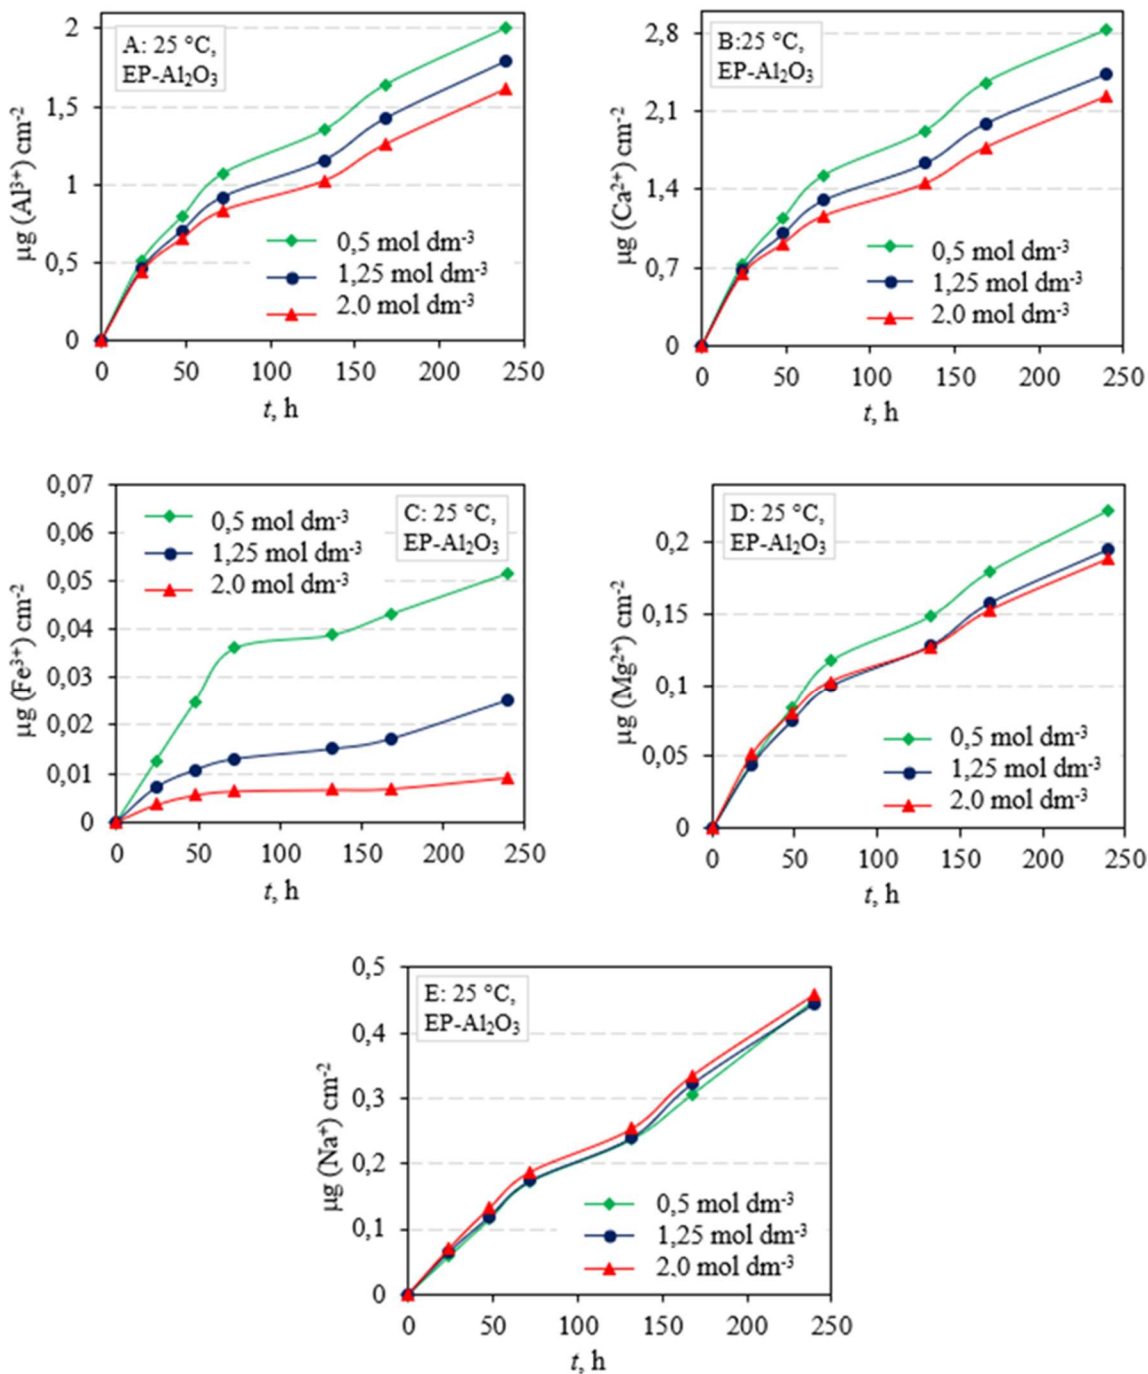 A: 25 °C,
EP-Al₂O₃
μg (Al³⁺) cm⁻²
2
1,5
1
0,5
0
0,5 mol dm⁻³
1,25 mol dm⁻³
2,0 mol dm⁻³
0 50 100 150 200 250
t, h
B:25 °C,
EP-Al₂O₃
μg (Ca²⁺) cm⁻²
2,8
2,1
1,4
0,7
0
0,5 mol dm⁻³
1,25 mol dm⁻³
2,0 mol dm⁻³
0 50 100 150 200 250
t, h
C: 25 °C,
EP-Al₂O₃
μg (Fe³⁺) cm⁻²
0,07
0,06
0,05
0,04
0,03
0,02
0,01
0
0,5 mol dm⁻³
1,25 mol dm⁻³
2,0 mol dm⁻³
0 50 100 150 200 250
t, h
D: 25 °C,
EP-Al₂O₃
μg (Mg²⁺) cm⁻²
0,2
0,15
0,1
0,05
0
0,5 mol dm⁻³
1,25 mol dm⁻³
2,0 mol dm⁻³
0 50 100 150 200 250
t, h
E: 25 °C,
EP-Al₂O₃
μg (Na⁺) cm⁻²
0,5
0,4
0,3
0,2
0,1
0
0,5 mol dm⁻³
1,25 mol dm⁻³
2,0 mol dm⁻³
0 50 100 150 200 250
t, h